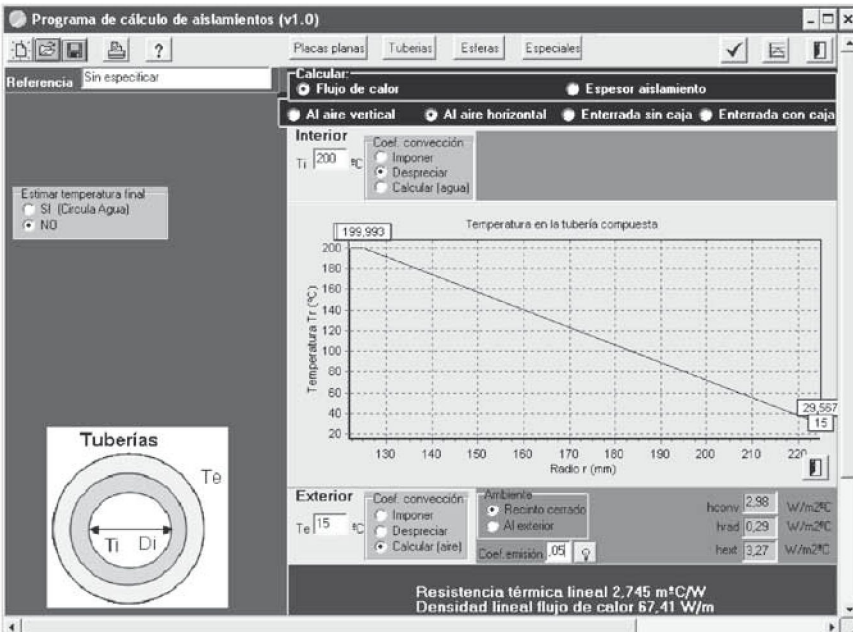 Programa de cálculo de aislamientos (v1.0)
?
Placas planas Tuberias Esferas Especiales
Referencia Sin especificar
Calcular:
Flujo de calor Espesor aislamiento
Al aire vertical Al aire horizontal Enterrada sin caja Enterrada con caja
Interior
Ti 200 ºC
Coef. convección
Imponer
Despreciar
Calcular (agua)
Estimar temperatura final
SI (Circula Agua)
NO
Temperatura en la tubería compuesta
199,993
Temperatura Tr (ºC)
200
180
160
140
120
100
80
60
40
20
29,567
15
130 140 150 160 170 180 190 200 210 220
Radio r (mm)
Tuberías
Te
Ti Di
Exterior
Te 15 ºC
Coef. convección
Imponer
Despreciar
Calcular (aire)
Ambiente
Recinto cerrado
Al exterior
Coef.emisión ,05
hconv 2,98 W/m2ºC
hrad 0,29 W/m2ºC
hext 3,27 W/m2ºC
Resistencia térmica lineal 2,745 mºC/W
Densidad lineal flujo de calor 67,41 W/m